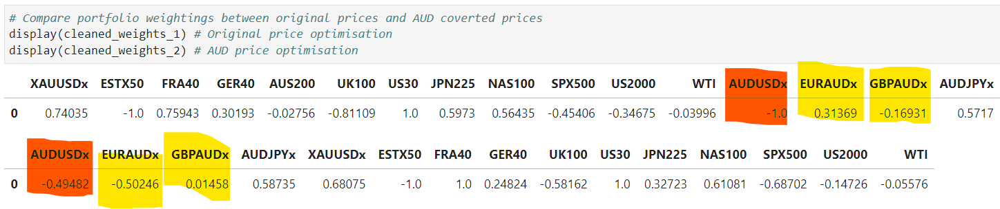 # Compare portfolio weightings between original prices and AUD coverted prices
display(cleaned_weights_1) # Original price optimisation
display(cleaned_weights_2) # AUD price optimisation
XAUUSDx ESTX50 FRA40 GER40 AUS200 UK100 US30 JPN225 NAS100 SPX500 US2000 WTI AUDUSDx EURAUDx GBPAUDx AUDJPYx
0 0.74035 -1.0 0.75943 0.30193 -0.02756 -0.81109 1.0 0.5973 0.56435 -0.45406 -0.34675 -0.03996 -1.0 0.31369 -0.16931 0.5717
AUDUSDx EURAUDx GBPAUDx AUDJPYx XAUUSDx ESTX50 FRA40 GER40 UK100 US30 JPN225 NAS100 SPX500 US2000 WTI
0 -0.49482 -0.50246 0.01458 0.58735 0.68075 -1.0 1.0 0.24824 -0.58162 1.0 0.32723 0.61081 -0.68702 -0.14726 -0.05576